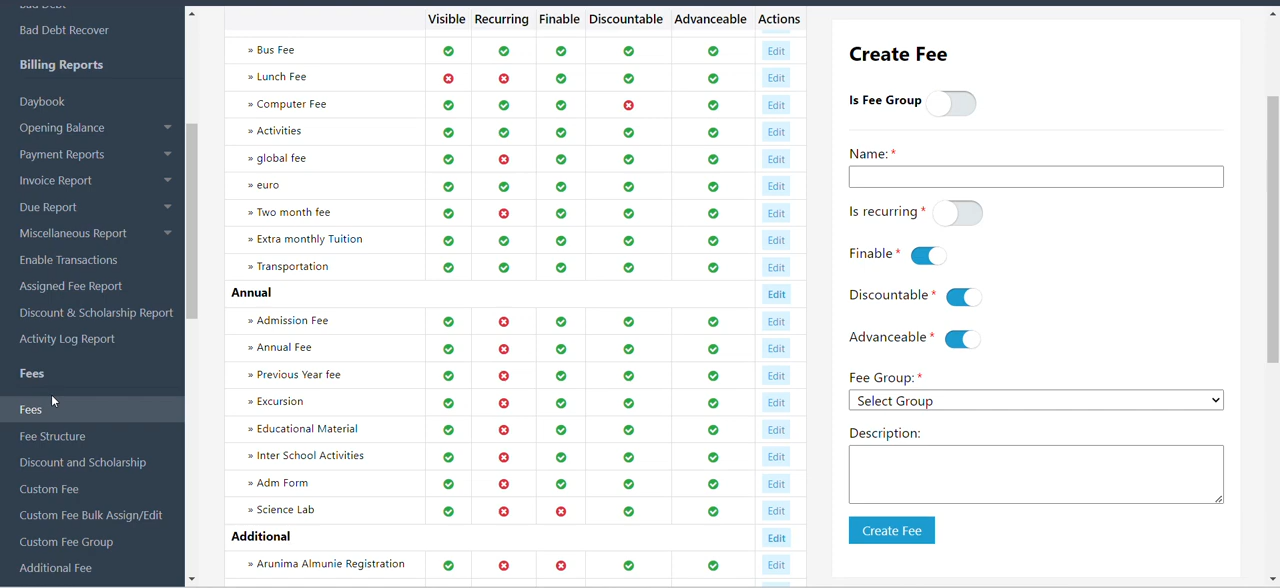 Bad Debt
Bad Debt Recover
Billing Reports
Daybook
Opening Balance
Payment Reports
Invoice Report
Due Report
Miscellaneous Report
Enable Transactions
Assigned Fee Report
Discount & Scholarship Report
Activity Log Report
Fees
Fees
Fee Structure
Discount and Scholarship
Custom Fee
Custom Fee Bulk Assign/Edit
Custom Fee Group
Additional Fee
Visible Recurring Finable Discountable Advanceable Actions
» Bus Fee Edit
» Lunch Fee Edit
» Computer Fee Edit
» Activities Edit
» global fee Edit
» euro Edit
» Two month fee Edit
» Extra monthly Tuition Edit
» Transportation Edit
Annual Edit
» Admission Fee Edit
» Annual Fee Edit
» Previous Year fee Edit
» Excursion Edit
» Educational Material Edit
» Inter School Activities Edit
» Adm Form Edit
» Science Lab Edit
Additional Edit
» Arunima Almunie Registration Edit
Create Fee
Is Fee Group
Name: *
Is recurring *
Finable *
Discountable *
Advanceable *
Fee Group: *
Select Group
Description:
Create Fee